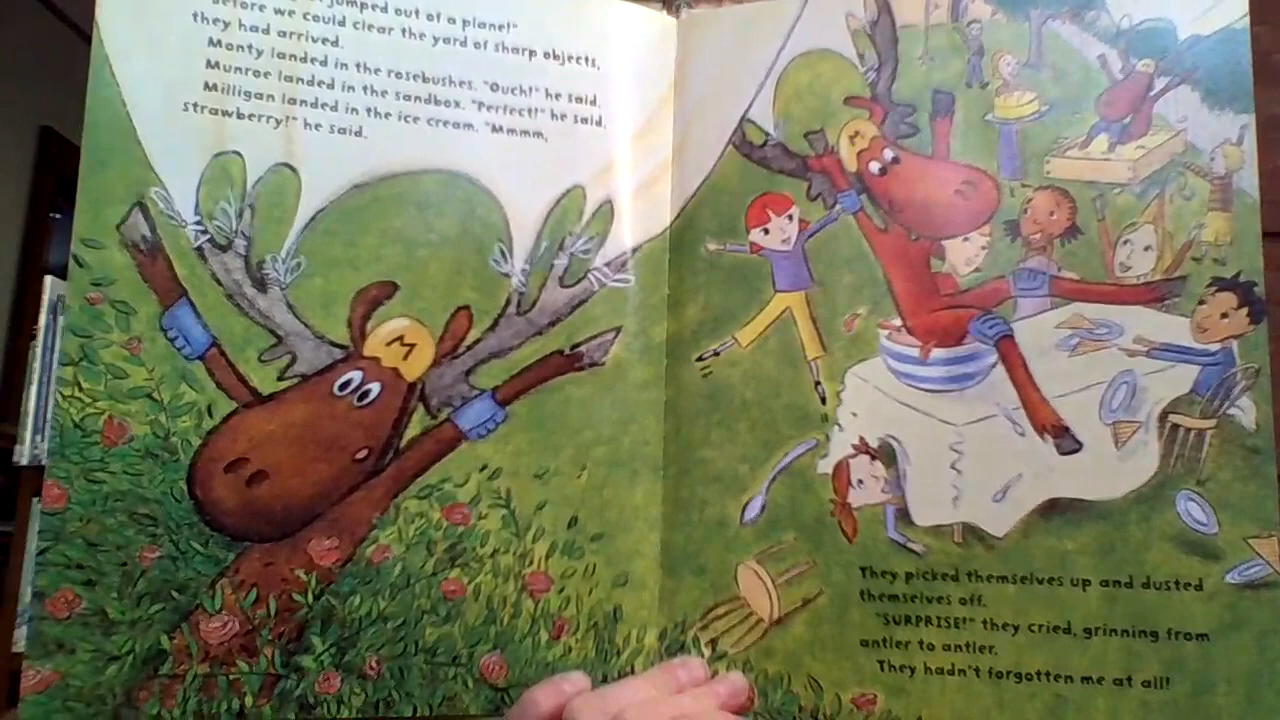 jumped out of a plane!"
Before we could clear the yard of sharp objects,
they had arrived.
Monty landed in the rosebushes. "Ouch!" he said.
Munroe landed in the sandbox. "Perfect!" he said.
Milligan landed in the ice cream. "Mmmm,
strawberry!" he said.
M
M
They picked themselves up and dusted
themselves off.
"SURPRISE!" they cried, grinning from
antler to antler.
They hadn't forgotten me at all!